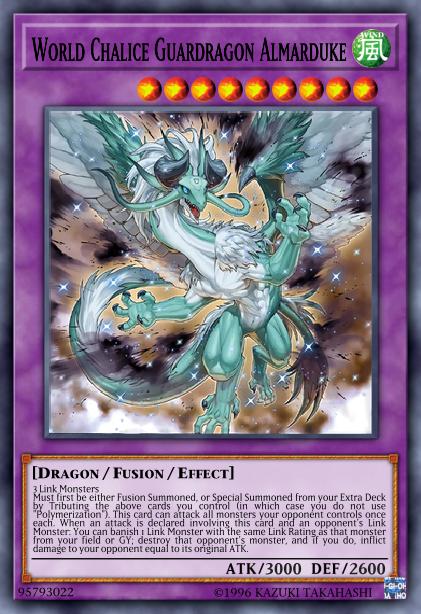 World Chalice Guardragon Almarduke
WIND
風
[Dragon / Fusion / Effect]
3 Link Monsters
Must first be either Fusion Summoned, or Special Summoned from your Extra Deck
by Tributing the above cards you control (in which case you do not use
"Polymerization"). This card can attack all monsters your opponent controls once
each. When an attack is declared involving this card and an opponent's Link
Monster: You can banish 1 Link Monster with the same Link Rating as that monster
from your field or GY; destroy that opponent's monster, and if you do, inflict
damage to your opponent equal to its original ATK.
ATK/3000 DEF/2600
95793022
©1996 KAZUKI TAKAHASHI